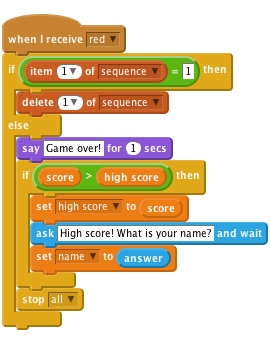 when I receive red
if item 1 of sequence = 1 then
delete 1 of sequence
else
say Game over! for 1 secs
if score > high score then
set high score to score
ask High score! What is your name? and wait
set name to answer
stop all